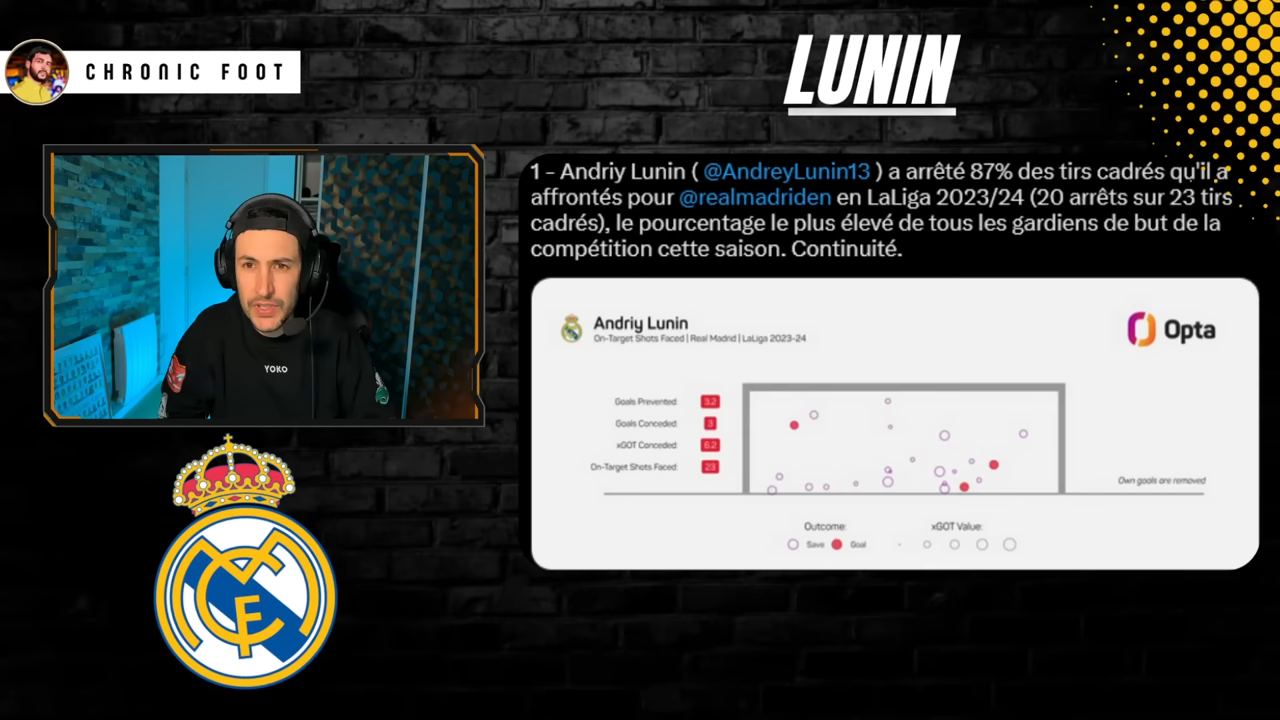 CHRONIC FOOT
LUNIN
1 - Andriy Lunin ( @AndreyLunin13 ) a arrêté 87% des tirs cadrés qu'il a
affrontés pour @realmadriden en LaLiga 2023/24 (20 arrêts sur 23 tirs
cadrés), le pourcentage le plus élevé de tous les gardiens de but de la
compétition cette saison. Continuité.
YOKO
Andriy Lunin
On-Target Shots Faced | Real Madrid | LaLiga 2023-24
Opta
Goals Prevented: 3.2
Goals Conceded: 3
xGOT Conceded: 6.2
On-Target Shots Faced: 23
Own goals are removed
Outcome: xGOT Value:
Save Goal